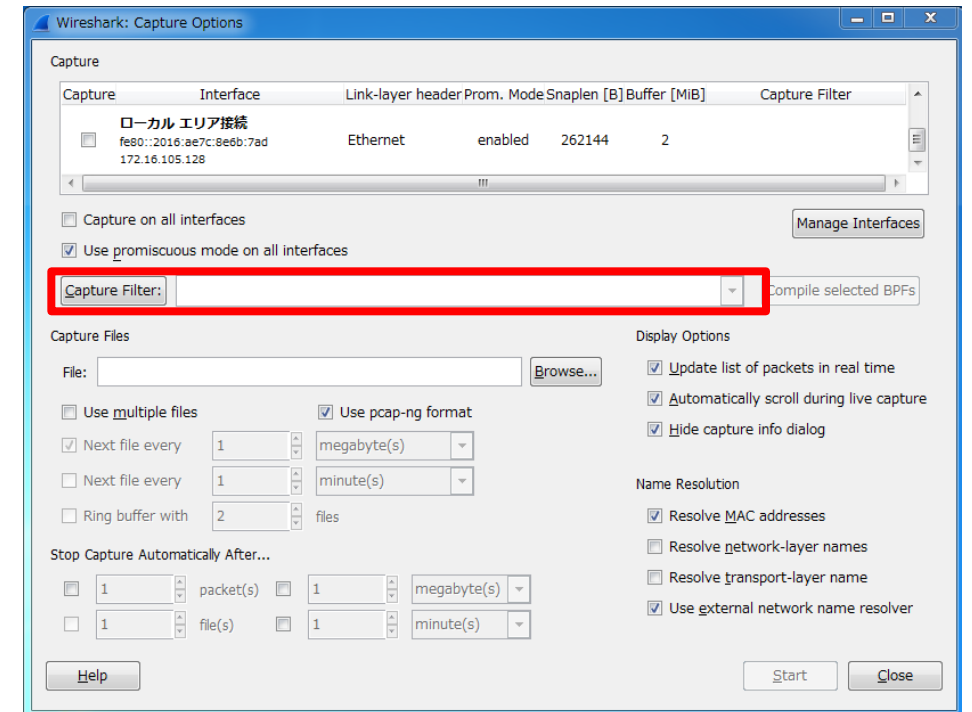 Wireshark: Capture Options
Capture
Capture Interface Link-layer header Prom. Mode Snaplen [B] Buffer [MiB] Capture Filter
ローカル エリア接続
fe80::2016:ae7c:8e6b:7ad Ethernet enabled 262144 2
172.16.105.128
Capture on all interfaces
Manage Interfaces
Use promiscuous mode on all interfaces
Capture Filter:
Compile selected BPFs
Capture Files
File: Browse...
Use multiple files Use pcap-ng format
Next file every 1 megabyte(s)
Next file every 1 minute(s)
Ring buffer with 2 files
Stop Capture Automatically After...
1 packet(s) 1 megabyte(s)
1 file(s) 1 minute(s)
Display Options
Update list of packets in real time
Automatically scroll during live capture
Hide capture info dialog
Name Resolution
Resolve MAC addresses
Resolve network-layer names
Resolve transport-layer name
Use external network name resolver
Help Start Close